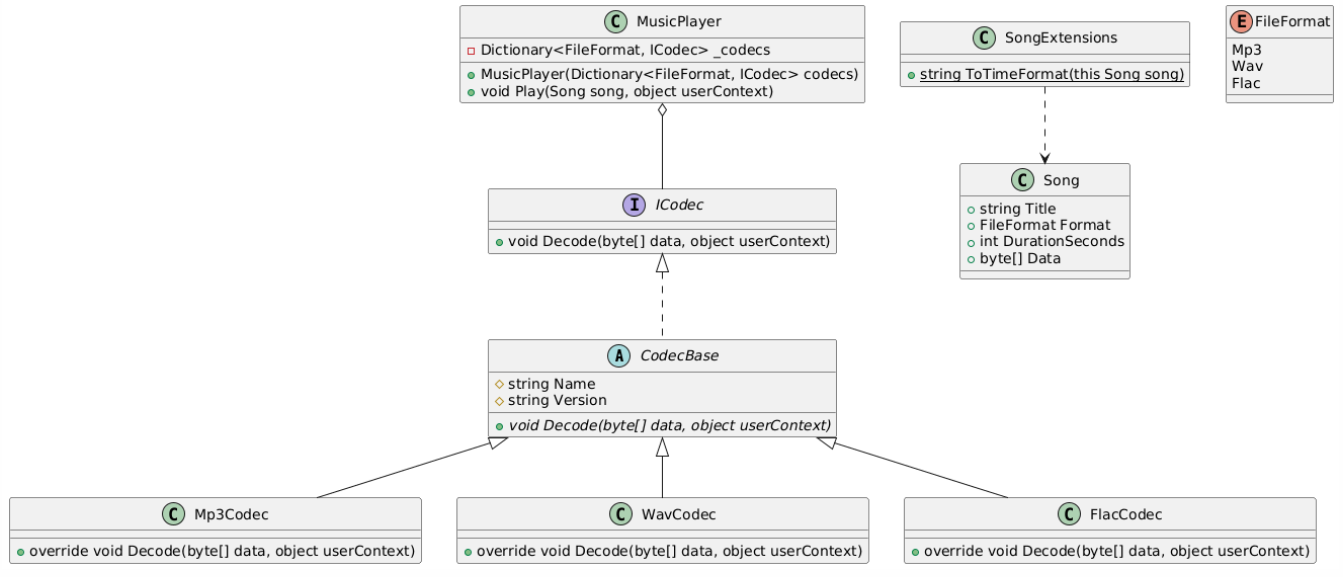 C MusicPlayer
Dictionary<FileFormat, ICodec> _codecs
MusicPlayer(Dictionary<FileFormat, ICodec> codecs)
void Play(Song song, object userContext)
C SongExtensions
string ToTimeFormat(this Song song)
E FileFormat
Mp3
Wav
Flac
I ICodec
void Decode(byte[] data, object userContext)
C Song
string Title
FileFormat Format
int DurationSeconds
byte[] Data
A CodecBase
string Name
string Version
void Decode(byte[] data, object userContext)
C Mp3Codec
override void Decode(byte[] data, object userContext)
C WavCodec
override void Decode(byte[] data, object userContext)
C FlacCodec
override void Decode(byte[] data, object userContext)